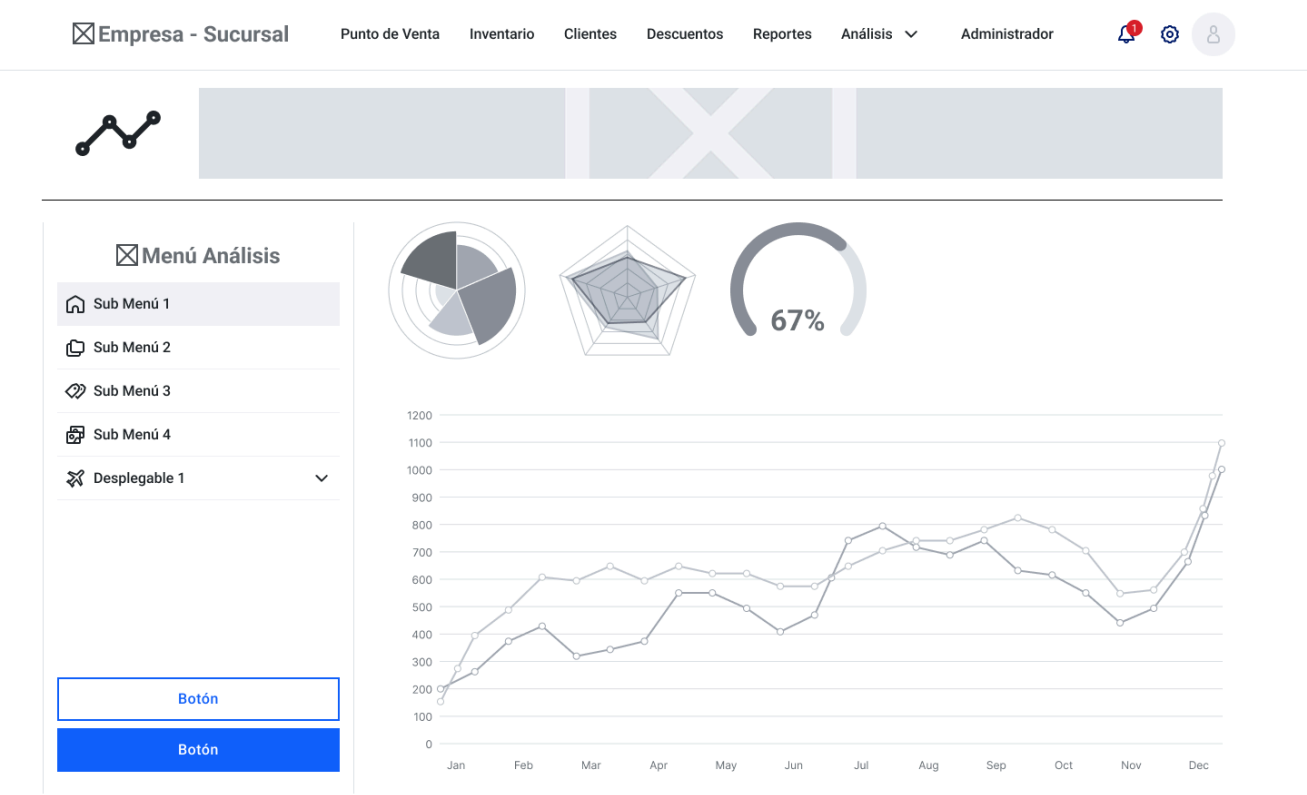 Empresa - Sucursal
Punto de Venta
Inventario
Clientes
Descuentos
Reportes
Análisis
Administrador
1
Menú Análisis
Sub Menú 1
Sub Menú 2
Sub Menú 3
Sub Menú 4
Desplegable 1
Botón
Botón
67%
1200
1100
1000
900
800
700
600
500
400
300
200
100
0
Jan Feb Mar Apr May Jun Jul Aug Sep Oct Nov Dec